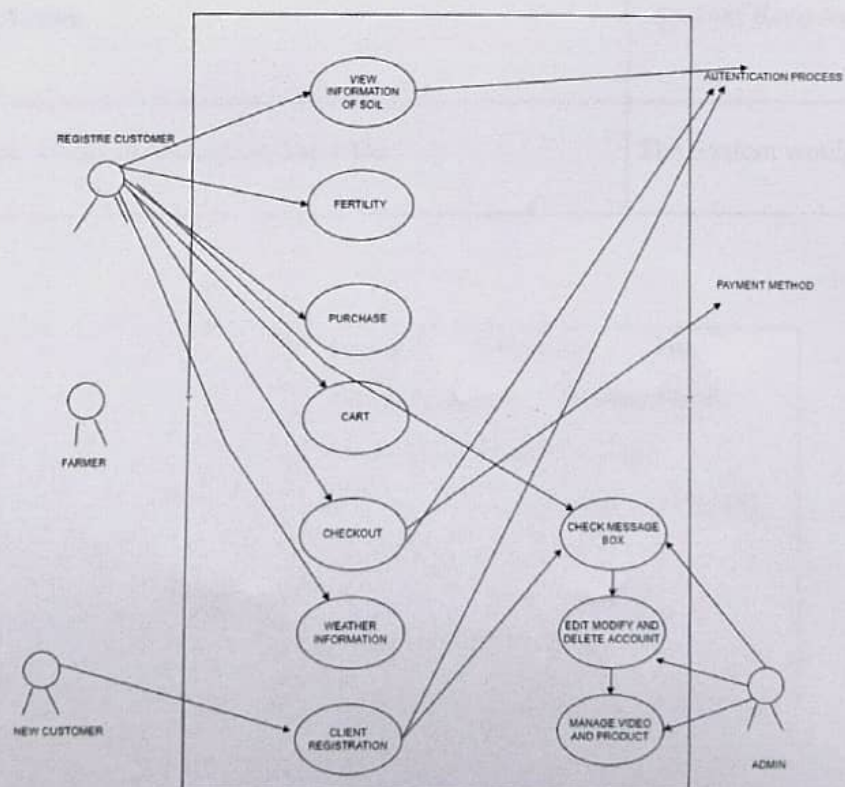 VIEW
INFORMATION
OF SOIL
AUTENTICATION PROCESS
REGISTRE CUSTOMER
FERTILITY
PAYMENT METHOD
PURCHASE
CART
FARMER
CHECKOUT
CHECK MESSAGE
BOX
WEATHER
INFORMATION
EDIT MODIFY AND
DELETE ACCOUNT
NEW CUSTOMER
CLIENT
REGISTRATION
MANAGE VIDEO
AND PRODUCT
ADMIN